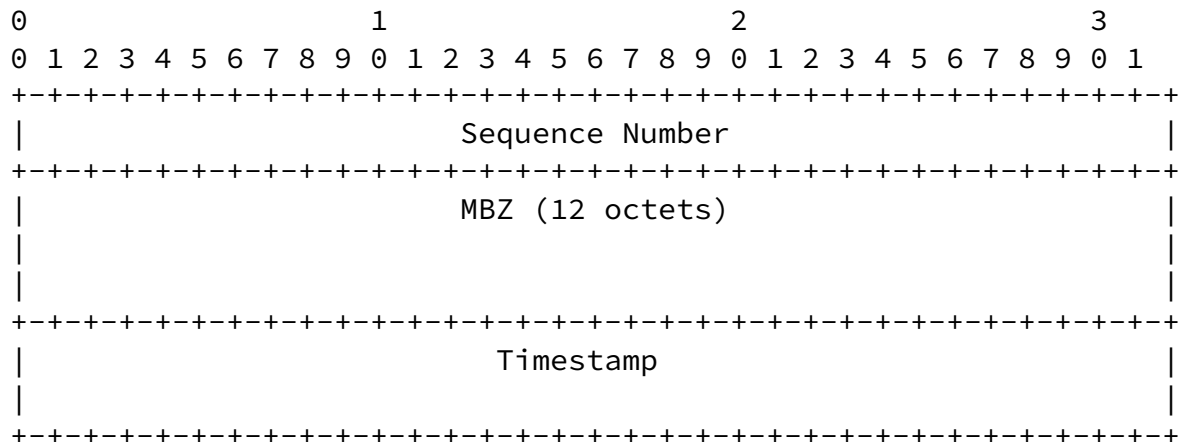 0                   1                   2                   3
0 1 2 3 4 5 6 7 8 9 0 1 2 3 4 5 6 7 8 9 0 1 2 3 4 5 6 7 8 9 0 1
+-+-+-+-+-+-+-+-+-+-+-+-+-+-+-+-+-+-+-+-+-+-+-+-+-+-+-+-+-+-+-+-+
|                        Sequence Number                        |
+-+-+-+-+-+-+-+-+-+-+-+-+-+-+-+-+-+-+-+-+-+-+-+-+-+-+-+-+-+-+-+-+
|                        MBZ (12 octets)                        |
|                                                               |
|                                                               |
+-+-+-+-+-+-+-+-+-+-+-+-+-+-+-+-+-+-+-+-+-+-+-+-+-+-+-+-+-+-+-+-+
|                          Timestamp                            |
|                                                               |
+-+-+-+-+-+-+-+-+-+-+-+-+-+-+-+-+-+-+-+-+-+-+-+-+-+-+-+-+-+-+-+-+